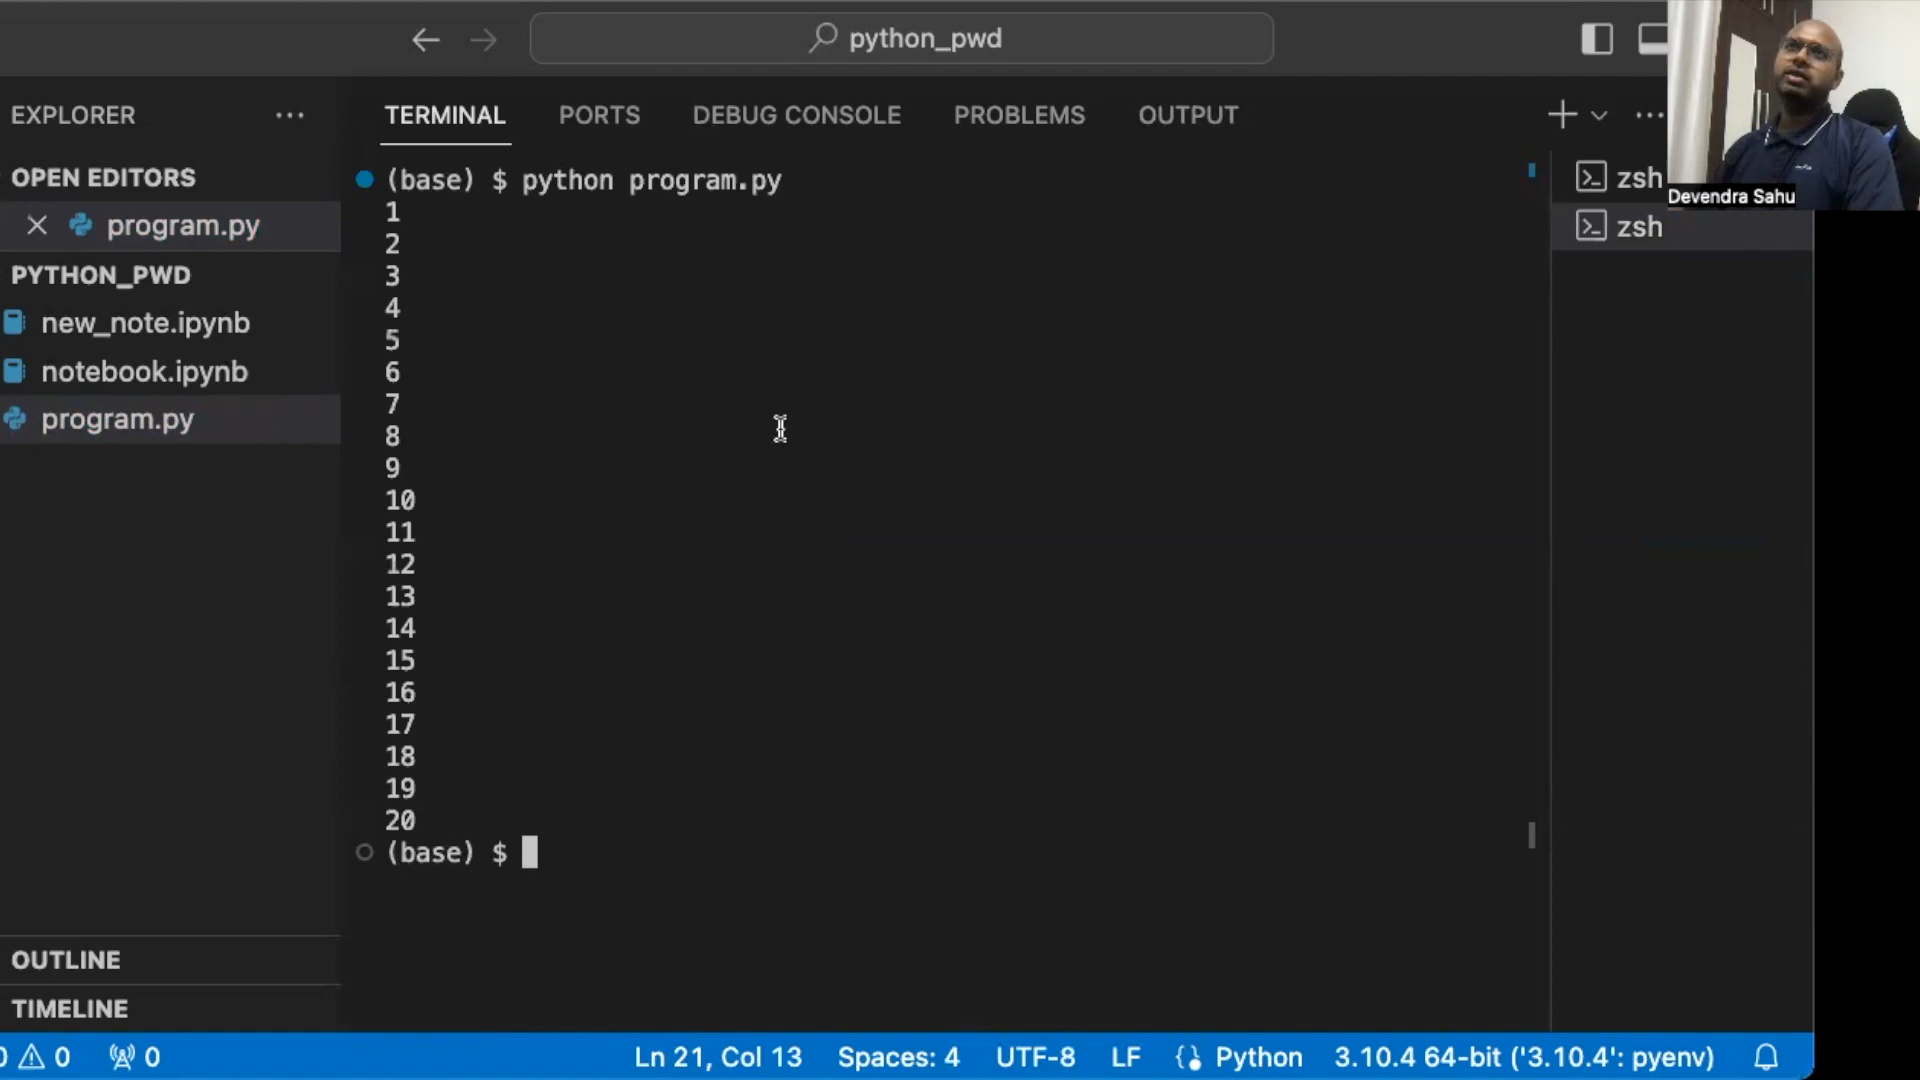 python_pwd
EXPLORER
OPEN EDITORS
program.py
PYTHON_PWD
new_note.ipynb
notebook.ipynb
program.py
OUTLINE
TIMELINE
TERMINAL PORTS DEBUG CONSOLE PROBLEMS OUTPUT
(base) $ python program.py
1
2
3
4
5
6
7
8
9
10
11
12
13
14
15
16
17
18
19
20
(base) $
zsh
zsh
Devendra Sahu
0 0 0 Ln 21, Col 13 Spaces: 4 UTF-8 LF Python 3.10.4 64-bit ('3.10.4': pyenv)